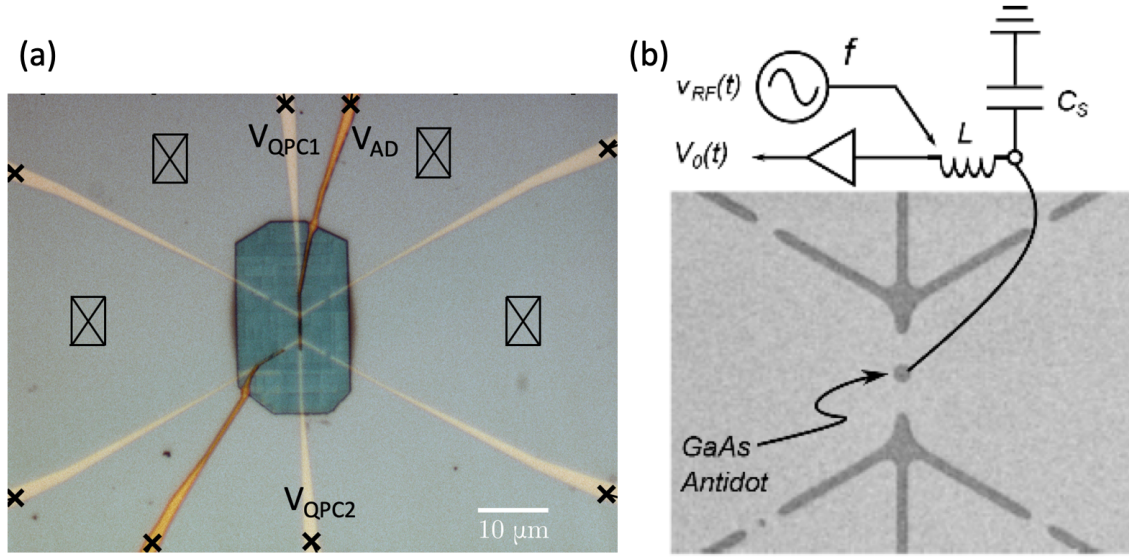 (a)
V_QPC1
V_AD
V_QPC2
10 μm
(b)
f
v_RF(t)
C_S
L
V_0(t)
GaAs
Antidot